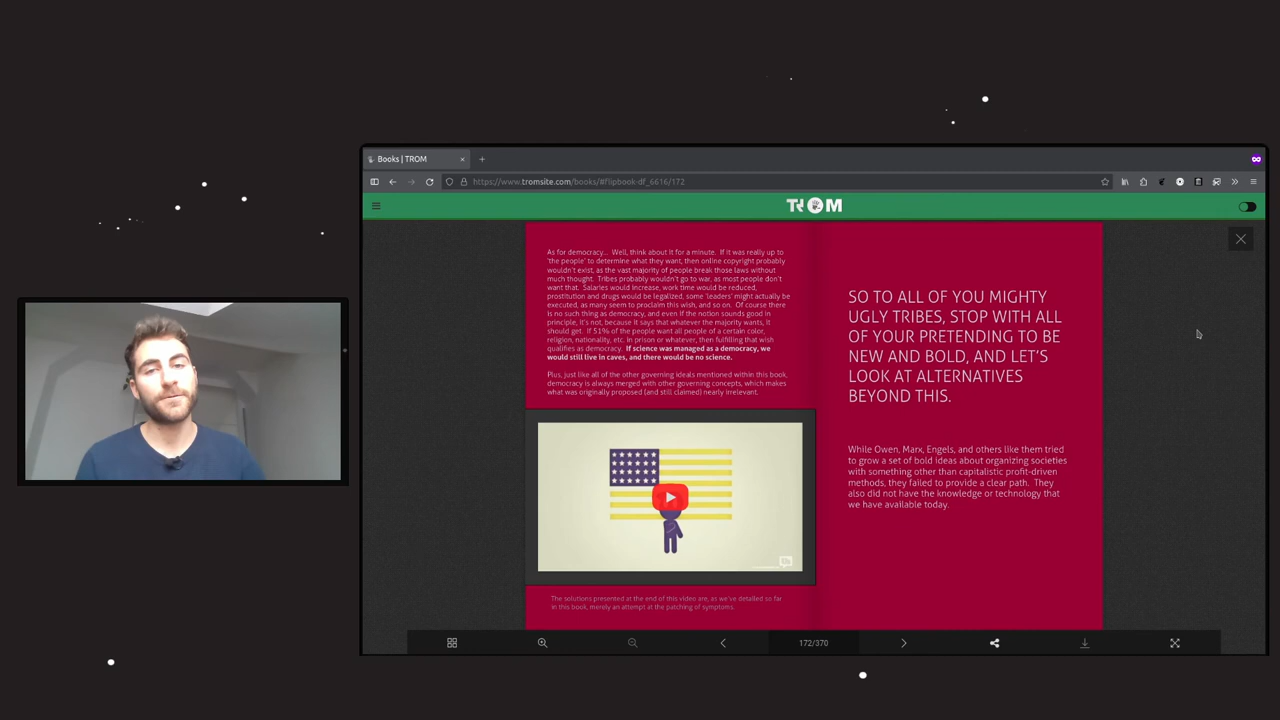 Books | TROM
https://www.tromsite.com/books/#flipbook-df_6616/172
TROM
As for democracy... Well, think about it for a minute. If it was really up to
'the people' to determine what they want, then online copyright probably
wouldn't exist, as the vast majority of people break those laws without
much thought. Tribes probably wouldn't go to war, as most people don't
want that. Salaries would increase, work time would be reduced,
prostitution and drugs would be legalized, some 'leaders' might actually be
executed, as many seem to proclaim this wish, and so on. Of course there
is no such thing as democracy, and even if the notion sounds good in
principle, it's not, because it says that whatever the majority wants, it
should get. If 51% of the people want all people of a certain color,
religion, nationality, etc. in prison or whatever, then fulfilling that wish
qualifies as democracy. If science was managed as a democracy, we
would still live in caves, and there would be no science.
Plus, just like all of the other governing ideals mentioned within this book,
democracy is always merged with other governing concepts, which makes
what was originally proposed (and still claimed) nearly irrelevant.
The solutions presented at the end of this video are, as we've detailed so far
in this book, merely an attempt at the patching of symptoms.
SO TO ALL OF YOU MIGHTY
UGLY TRIBES, STOP WITH ALL
OF YOUR PRETENDING TO BE
NEW AND BOLD, AND LET'S
LOOK AT ALTERNATIVES
BEYOND THIS.
While Owen, Marx, Engels, and others like them tried
to grow a set of bold ideas about organizing societies
with something other than capitalistic profit-driven
methods, they failed to provide a clear path. They
also did not have the knowledge or technology that
we have available today.
172/370